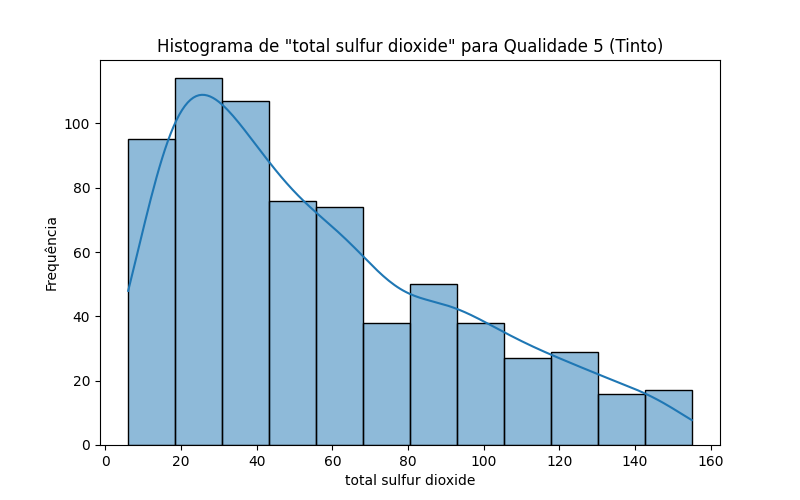 Histograma de "total sulfur dioxide" para Qualidade 5 (Tinto)
Frequência
100
80
60
40
20
0
0 20 40 60 80 100 120 140 160
total sulfur dioxide